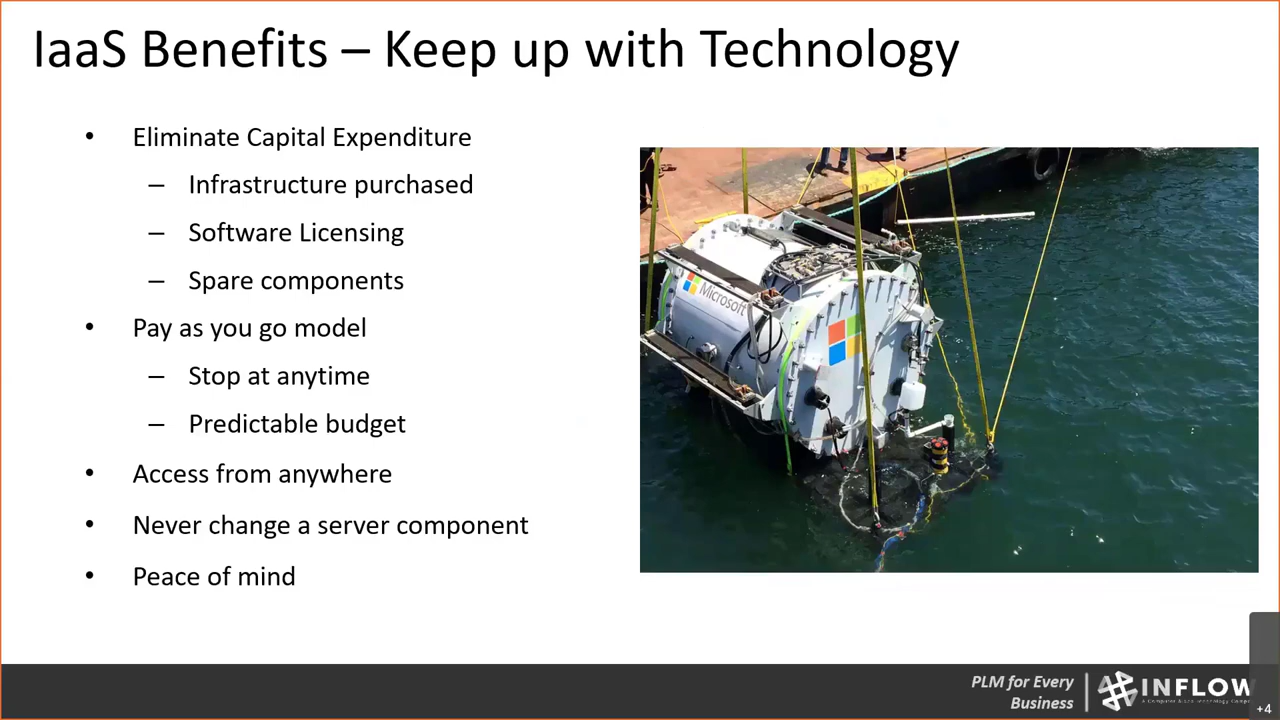 IaaS Benefits – Keep up with Technology
• Eliminate Capital Expenditure
– Infrastructure purchased
– Software Licensing
– Spare components
• Pay as you go model
– Stop at anytime
– Predictable budget
• Access from anywhere
• Never change a server component
• Peace of mind
Microsoft
PLM for Every
Business
INFLOW
+4